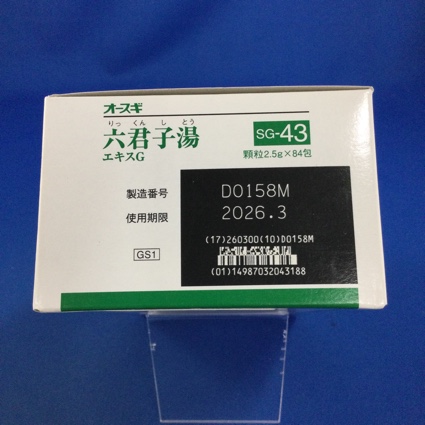 オースギ
りっくんしとう
六君子湯
エキスG
SG-43
顆粒2.5g×84包
製造番号
D0158M
使用期限
2026.3
(17)260300(10)D0158M
GS1
(01)14987032043188